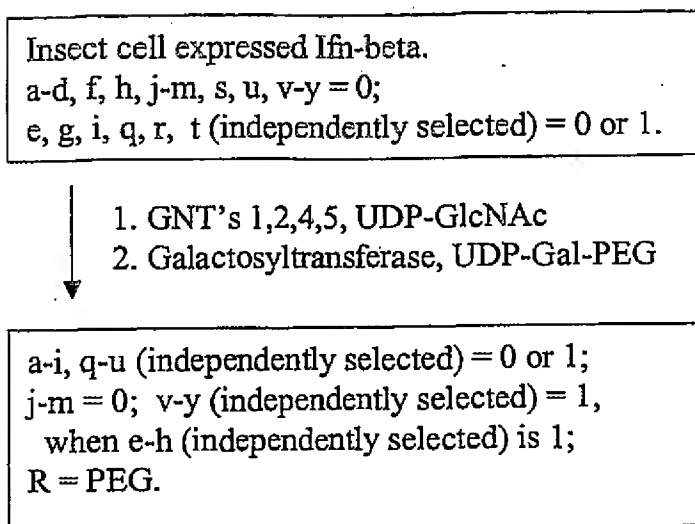 Insect cell expressed Ifn-beta.
a-d, f, h, j-m, s, u, v-y = 0;
e, g, i, q, r, t (independently selected) = 0 or 1.
1. GNT's 1,2,4,5, UDP-GlcNAc
2. Galactosyltransferase, UDP-Gal-PEG
a-i, q-u (independently selected) = 0 or 1;
j-m = 0; v-y (independently selected) = 1,
when e-h (independently selected) is 1;
R = PEG.